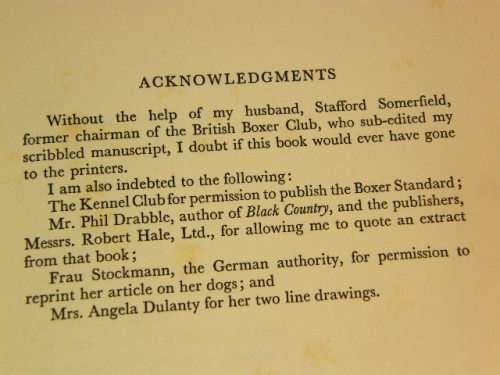 ACKNOWLEDGMENTS
Without the help of my husband, Stafford Somerfield,
former chairman of the British Boxer Club, who sub-edited my
scribbled manuscript, I doubt if this book would ever have gone
to the printers.
I am also indebted to the following:
The Kennel Club for permission to publish the Boxer Standard;
Mr. Phil Drabble, author of Black Country, and the publishers,
Messrs. Robert Hale, Ltd., for allowing me to quote an extract
from that book;
Frau Stockmann, the German authority, for permission to
reprint her article on her dogs; and
Mrs. Angela Dulanty for her two line drawings.